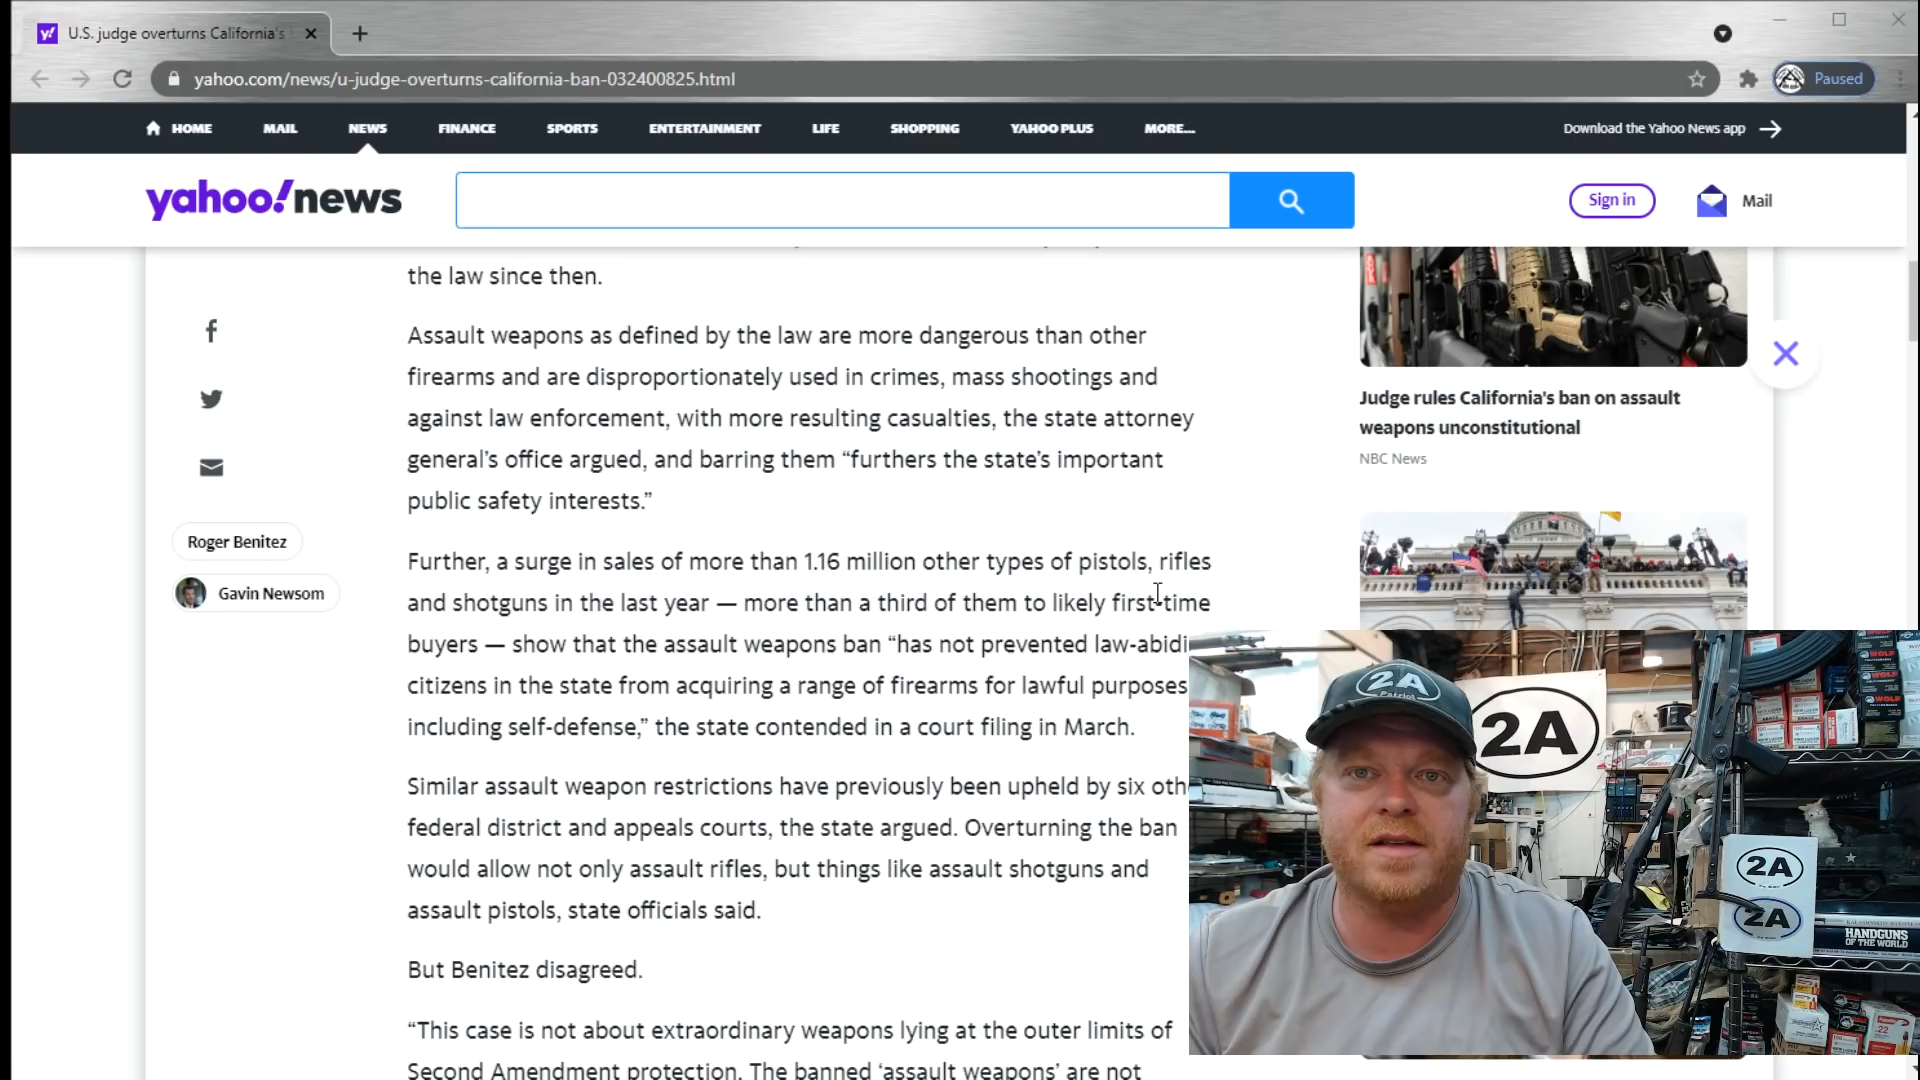 U.S. judge overturns California's
yahoo.com/news/u-judge-overturns-california-ban-032400825.html
Paused
HOME
MAIL
NEWS
FINANCE
SPORTS
ENTERTAINMENT
LIFE
SHOPPING
YAHOO PLUS
MORE...
Download the Yahoo News app
yahoo!news
Sign in
Mail
the law since then.
Assault weapons as defined by the law are more dangerous than other
firearms and are disproportionately used in crimes, mass shootings and
against law enforcement, with more resulting casualties, the state attorney
general’s office argued, and barring them “furthers the state’s important
public safety interests.”
Further, a surge in sales of more than 1.16 million other types of pistols, rifles
and shotguns in the last year — more than a third of them to likely first-time
buyers — show that the assault weapons ban “has not prevented law-abidi
citizens in the state from acquiring a range of firearms for lawful purposes
including self-defense,” the state contended in a court filing in March.
Similar assault weapon restrictions have previously been upheld by six oth
federal district and appeals courts, the state argued. Overturning the ban
would allow not only assault rifles, but things like assault shotguns and
assault pistols, state officials said.
But Benitez disagreed.
“This case is not about extraordinary weapons lying at the outer limits of
Second Amendment protection. The banned ‘assault weapons’ are not
Roger Benitez
Gavin Newsom
Judge rules California's ban on assault
weapons unconstitutional
NBC News
2A
Patriot
2A
WOLF
WOLF
2A
2A
HANDGUNS
OF THE WORLD
.22